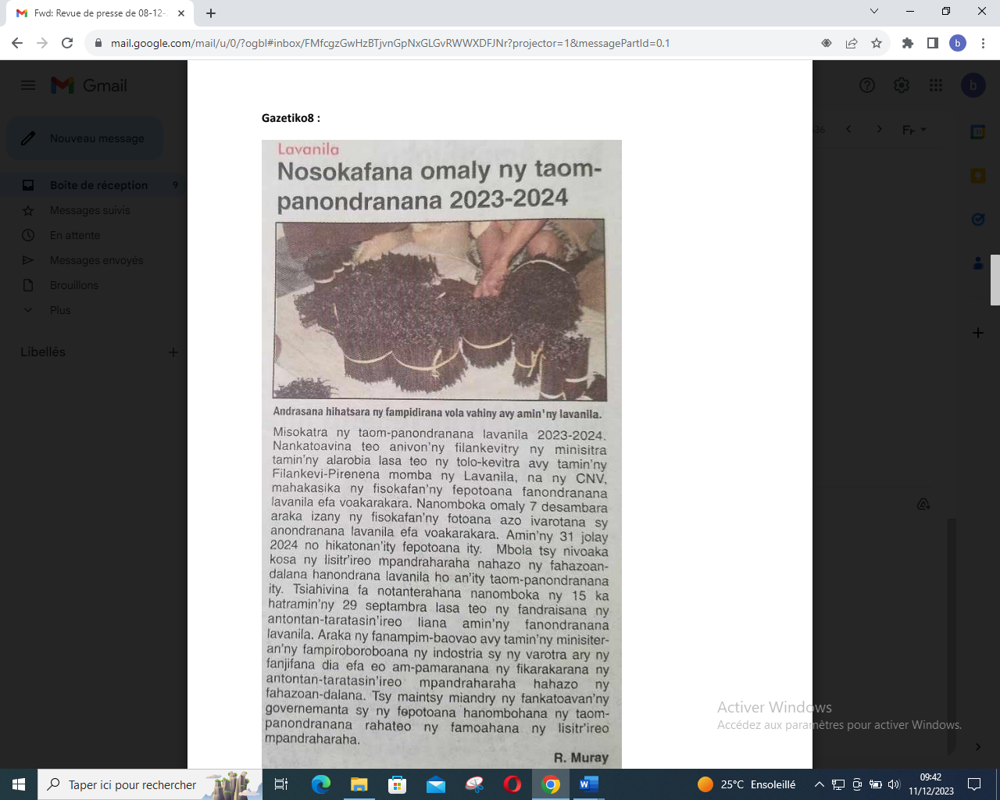 Fwd: Revue de presse de 08-12-
mail.google.com/mail/u/0/?ogbl#inbox/FMfcgzGwHzBTjvnGpNxGLGvRWWXDFJNr?projector=1&messagePartId=0.1
b
Gmail
b
Nouveau message
Boîte de réception 9
Messages suivis
En attente
Messages envoyés
Brouillons
Plus
Libellés
Fr
Gazetiko8 :
Lavanila
Nosokafana omaly ny taom-
panondranana 2023-2024
Andrasana hihatsara ny fampidirana vola vahiny avy amin'ny lavanila.
Misokatra ny taom-panondranana lavanila 2023-2024.
Nankatoavina teo anivon'ny filankevitry ny minisitra
tamin'ny alarobia lasa teo ny tolo-kevitra avy tamin'ny
Filankevi-Pirenena momba ny Lavanila, na ny CNV,
mahakasika ny fisokafan'ny fepotoana fanondranana
lavanila efa voakarakara. Nanomboka omaly 7 desambara
araka izany ny fisokafan'ny fotoana azo ivarotana sy
anondranana lavanila efa voakarakara. Amin'ny 31 jolay
2024 no hikatonan'ity fepotoana ity. Mbola tsy nivoaka
kosa ny lisitr'ireo mpandraharaha nahazo ny fahazoan-
dalana hanondrana lavanila ho an'ity taom-panondranana
ity. Tsiahivina fa notanterahana nanomboka ny 15 ka
hatramin'ny 29 septambra lasa teo ny fandraisana ny
antontan-taratasin'ireo liana amin'ny fanondranana
lavanila. Araka ny fanampim-baovao avy tamin'ny minisiter-
an'ny fampiroboroboana ny indostria sy ny varotra ary ny
fanjifana dia efa eo am-pamaranana ny fikarakarana ny
antontan-taratasin'ireo mpandraharaha hahazo ny
fahazoan-dalana. Tsy maintsy miandry ny fankatoavan'ny
governemanta sy ny fepotoana hanombohana ny taom-
panondranana rahateo ny famoahana ny lisitr'ireo
mpandraharaha.
R. Muray
Activer Windows
Accédez aux paramètres pour activer Windows.
Taper ici pour rechercher
25°C Ensoleillé
09:42
11/12/2023